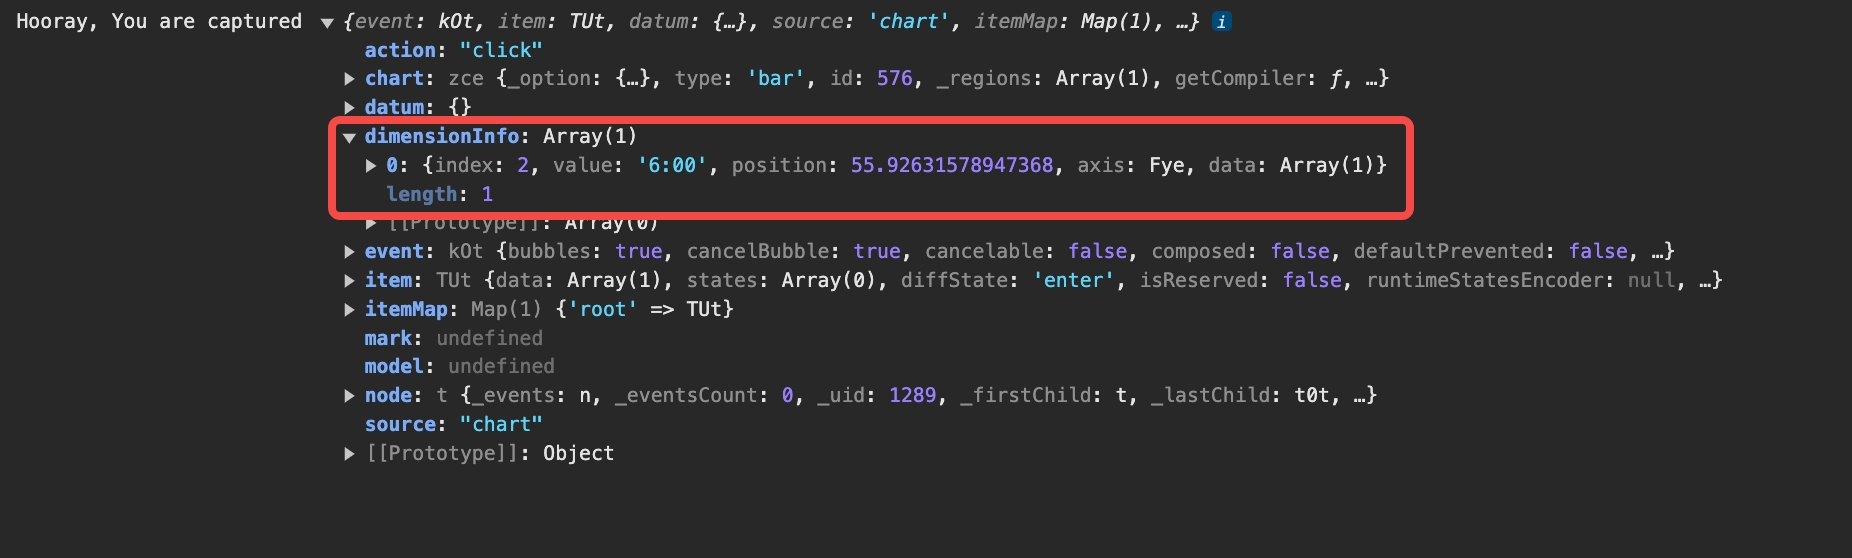 Hooray, You are captured ▼ {event: kOt, item: TUt, datum: {…}, source: 'chart', itemMap: Map(1), …} i
action: "click"
▶ chart: zce {_option: {…}, type: 'bar', id: 576, _regions: Array(1), getCompiler: ƒ, …}
▶ datum: {}
▼ dimensionInfo: Array(1)
▶ 0: {index: 2, value: '6:00', position: 55.92631578947368, axis: Fye, data: Array(1)}
length: 1
▶ [[Prototype]]: Array(0)
▶ event: kOt {bubbles: true, cancelBubble: true, cancelable: false, composed: false, defaultPrevented: false, …}
▶ item: TUt {data: Array(1), states: Array(0), diffState: 'enter', isReserved: false, runtimeStatesEncoder: null, …}
▶ itemMap: Map(1) {'root' => TUt}
mark: undefined
model: undefined
▶ node: t {_events: n, _eventsCount: 0, _uid: 1289, _firstChild: t, _lastChild: t0t, …}
source: "chart"
▶ [[Prototype]]: Object